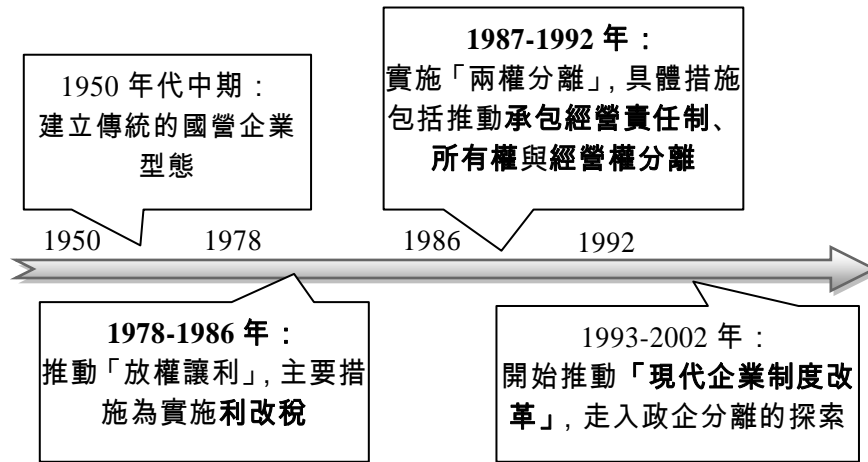 1950 年代中期：
建立傳統的國營企業
型態
1987-1992 年：
實施「兩權分離」, 具體措施
包括推動承包經營責任制、
所有權與經營權分離
1950
1978
1986
1992
1978-1986 年：
推動「放權讓利」, 主要措
施為實施利改稅
1993-2002 年：
開始推動「現代企業制度改
革」, 走入政企分離的探索